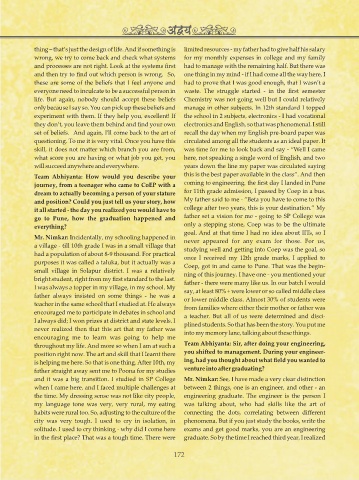 अद्वय
thing – that's just the design of life. And if something is
wrong, we try to come back and check what systems
and processes are not right. Look at the systems first
and then try to find out which person is wrong. So,
these are some of the beliefs that I feel anyone and
everyone need to inculcate to be a successful person in
life. But again, nobody should accept these beliefs
only because I say so. You can pick up these beliefs and
experiment with them. If they help you, excellent! If
they don't, you leave them behind and find your own
set of beliefs. And again, I'll come back to the art of
questioning. To me it is very vital. Once you have this
skill, it does not matter which branch you are from,
what score you are having or what job you get, you
will succeed anywhere and everywhere.
Team Abhiyanta: How would you describe your
journey, from a teenager who came to CoEP with a
dream to actually becoming a person of your stature
and position? Could you just tell us your story, how
it all started - the day you realized you would have to
go to Pune, how the graduation happened and
everything?
Mr. Nimkar: Incidentally, my schooling happened in
a village - till 10th grade I was in a small village that
had a population of about 8-9 thousand. For practical
purposes it was called a taluka, but it actually was a
small village in Solapur district. I was a relatively
bright student, right from my first standard to the last.
I was always a topper in my village, in my school. My
father always insisted on some things - he was a
teacher in the same school that I studied at. He always
encouraged me to participate in debates in school and
I always did; I won prizes at district and state levels. I
never realized then that this art that my father was
encouraging me to learn was going to help me
throughout my life. And more so when I am at such a
position right now. The art and skill that I learnt there
is helping me here. So that is one thing. After 10th, my
father straight away sent me to Poona for my studies
and it was a big transition. I studied in SP College
when I came here. and I faced multiple challenges at
the time. My dressing sense was not like city people,
my language tone was very, very rural, my eating
habits were rural too. So, adjusting to the culture of the
city was very tough. I used to cry in isolation, in
solitude. I used to cry thinking - why did I come here
in the first place? That was a tough time. There were
limited resources - my father had to give half his salary
for my monthly expenses in college and my family
had to manage with the remaining half. But there was
one thing in my mind - if I had come all the way here, I
had to prove that I was good enough, that I wasn't a
waste. The struggle started - in the first semester
Chemistry was not going well but I could relatively
manage in other subjects. In 12th standard I topped
the school in 2 subjects, electronics - I had vocational
electronics and English, so that was phenomenal. I still
recall the day when my English pre-board paper was
circulated among all the students as an ideal paper. It
was time for me to look back and say - "Well I came
here, not speaking a single word of English, and two
years down the line my paper was circulated saying
this is the best paper available in the class". And then
coming to engineering, the first day I landed in Pune
for 11th grade admission, I passed by Coep in a bus.
My father said to me - "Beta you have to come to this
college after two years, this is your destination." My
father set a vision for me - going to SP College was
only a stepping stone. Coep was to be the ultimate
goal. And at that time I had no idea about IITs, so I
never appeared for any exam for those. For us,
studying well and getting into Coep was the goal, so
once I received my 12th grade marks, I applied to
Coep, got in and came to Pune. That was the begin-
ning of this journey. I have one - you mentioned your
father - there were many like us. In our batch I would
say, at least 80% - were lower or so called middle class
or lower middle class. Almost 30% of students were
from families where either their mother or father was
a teacher. But all of us were determined and disci-
plined students. So that has been the story. You put me
into my memory lane, talking about these things.
Team Abhiyanta: Sir, after doing your engineering,
you shifted to management. During your engineer-
ing, had you thought about what field you wanted to
venture into after graduating?
Mr. Nimkar: See, I have made a very clear distinction
between 2 things, one is an engineer, and other - an
engineering graduate. The engineer is the person I
was talking about, who had skills like the art of
connecting the dots, correlating between different
phenomena. But if you just study the books, write the
exams and get good marks, you are an engineering
graduate. So by the time I reached third year, I realized
172